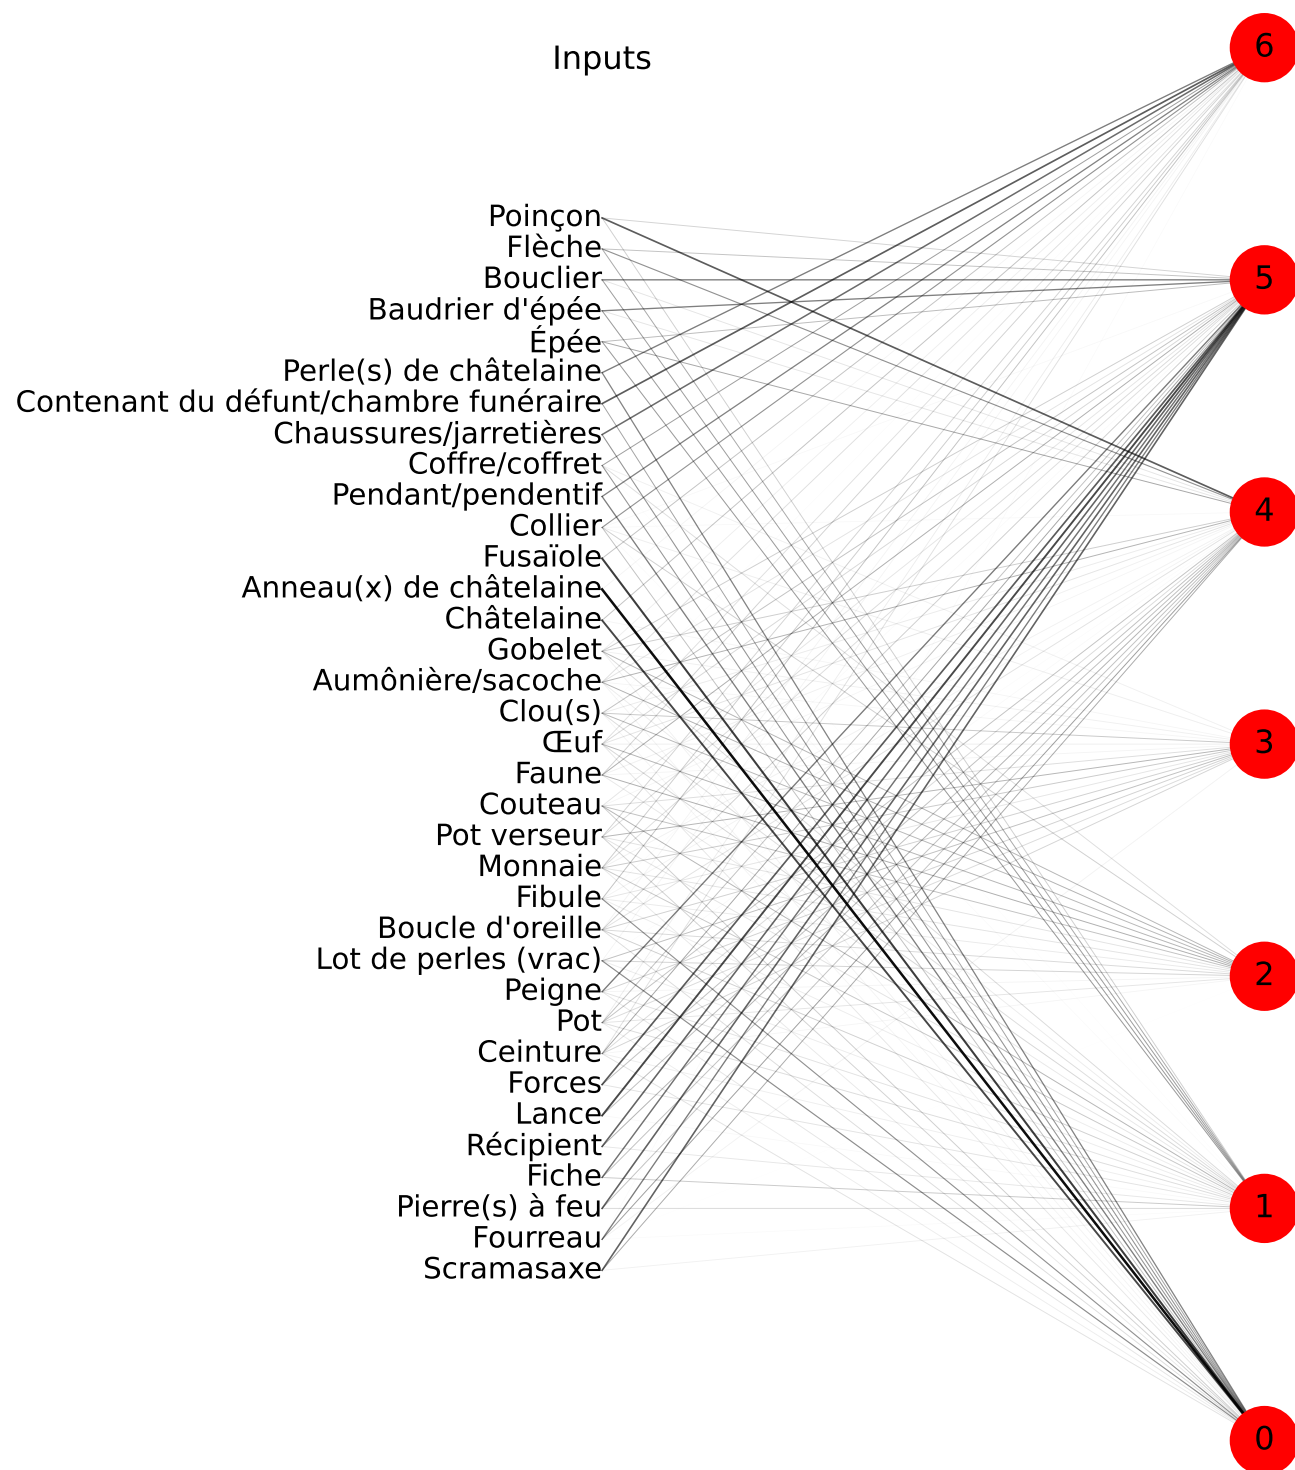 Inputs
Poinçon
Flèche
Bouclier
Baudrier d'épée
Épée
Perle(s) de châtelaine
Contenant du défunt/chambre funéraire
Chaussures/jarretières
Coffre/coffret
Pendant/pendentif
Collier
Fusaïole
Anneau(x) de châtelaine
Châtelaine
Gobelet
Aumônière/sacoche
Clou(s)
Œuf
Faune
Couteau
Pot verseur
Monnaie
Fibule
Boucle d'oreille
Lot de perles (vrac)
Peigne
Pot
Ceinture
Forces
Lance
Récipient
Fiche
Pierre(s) à feu
Fourreau
Scramasaxe
6
5
4
3
2
1
0